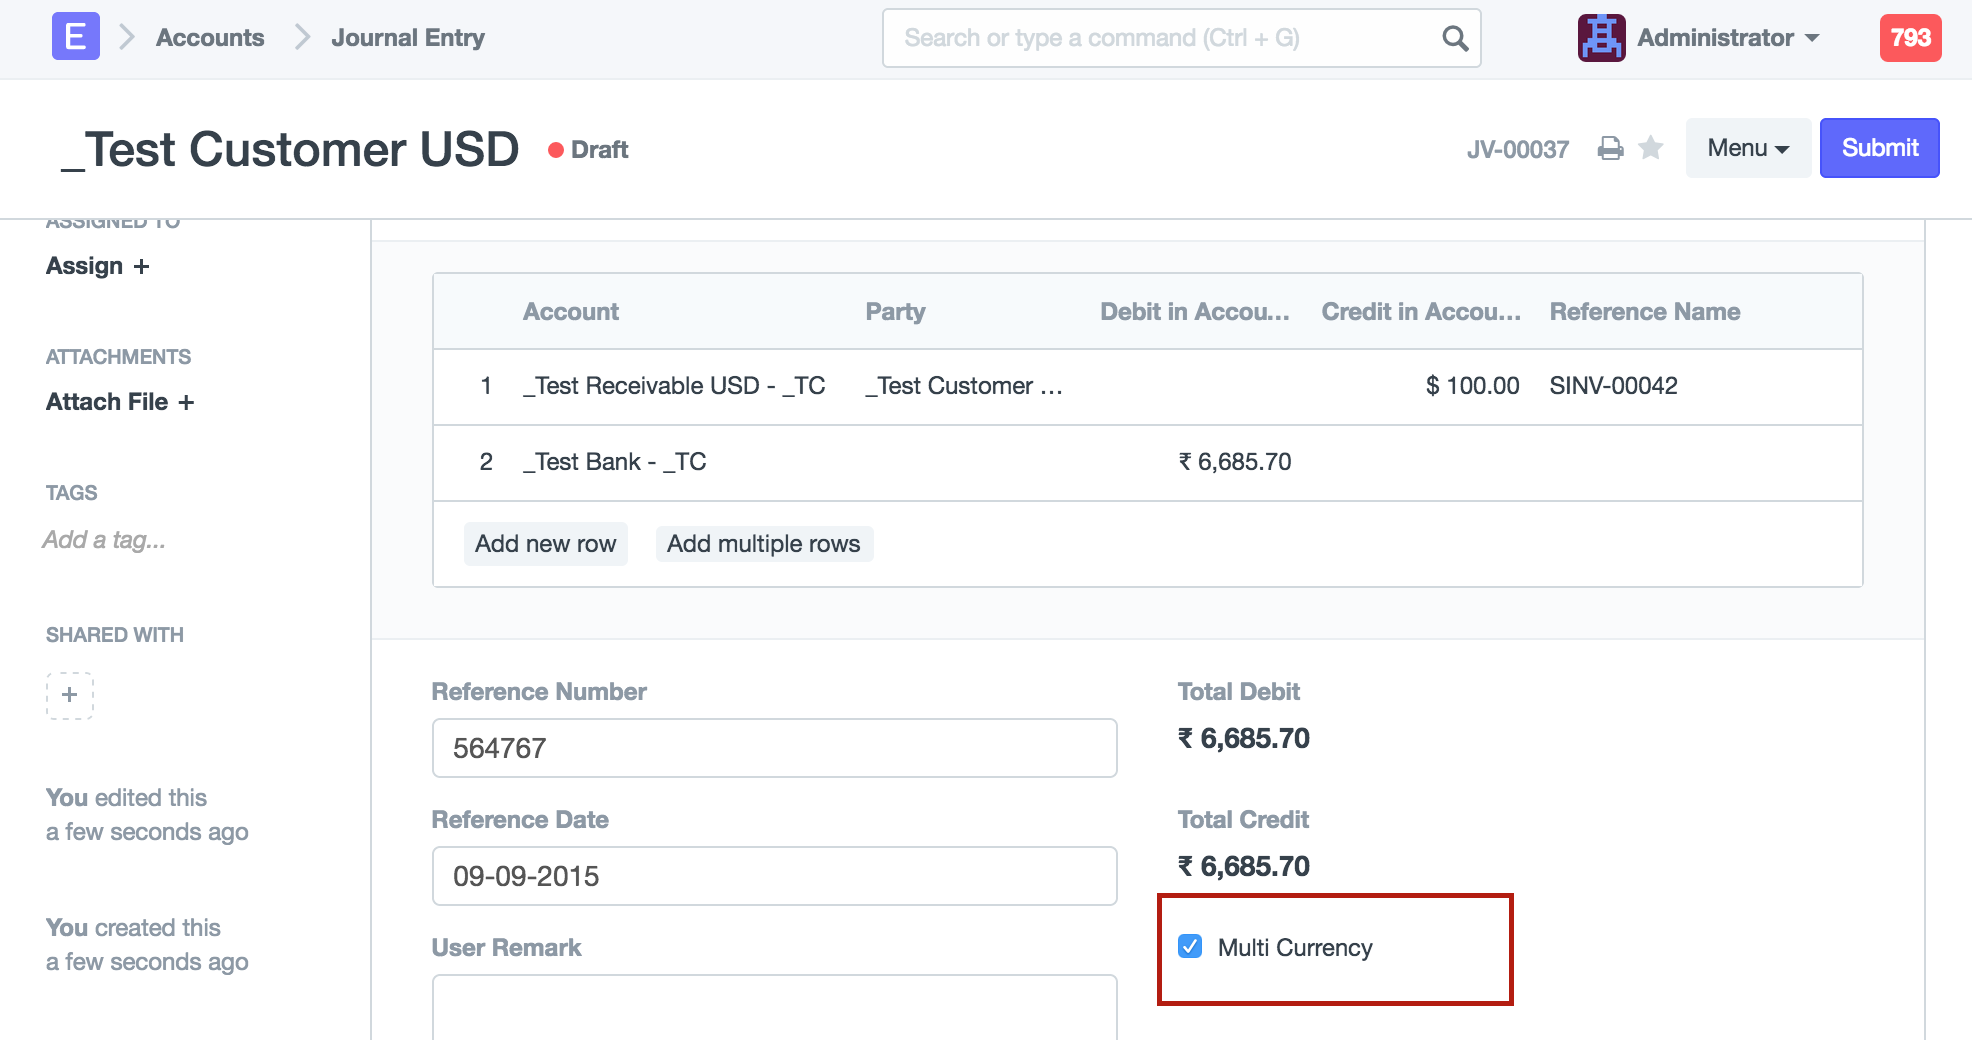 E Accounts Journal Entry Search or type a command (Ctrl + G) Administrator 793
_Test Customer USD Draft JV-00037 Menu Submit
ASSIGNED TO
Assign +
ATTACHMENTS
Attach File +
TAGS
Add a tag...
SHARED WITH
+
You edited this
a few seconds ago
You created this
a few seconds ago
Account Party Debit in Accou... Credit in Accou... Reference Name
1 _Test Receivable USD - _TC _Test Customer ... $ 100.00 SINV-00042
2 _Test Bank - _TC ₹ 6,685.70
Add new row Add multiple rows
Reference Number
564767
Reference Date
09-09-2015
User Remark
Total Debit
₹ 6,685.70
Total Credit
₹ 6,685.70
Multi Currency